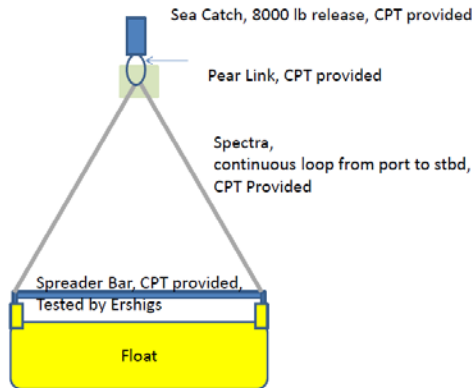 Sea Catch, 8000 lb release, CPT provided
Pear Link, CPT provided
Spectra,
continuous loop from port to stbd,
CPT Provided
Spreader Bar, CPT provided,
Tested by Ershigs
Float